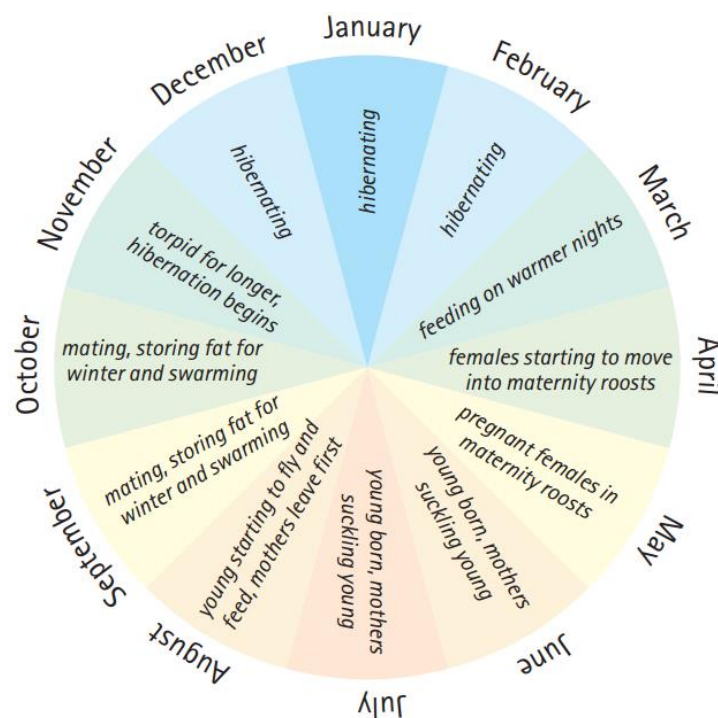 January
hibernating
February
hibernating
March
feeding on warmer nights
April
females starting to move
into maternity roosts
May
pregnant females in
maternity roosts
June
young born, mothers
suckling young
July
young born, mothers
suckling young
August
young starting to fly and
feed, mothers leave first
September
mating, storing fat for
winter and swarming
October
mating, storing fat for
winter and swarming
November
torpid for longer,
hibernation begins
December
hibernating